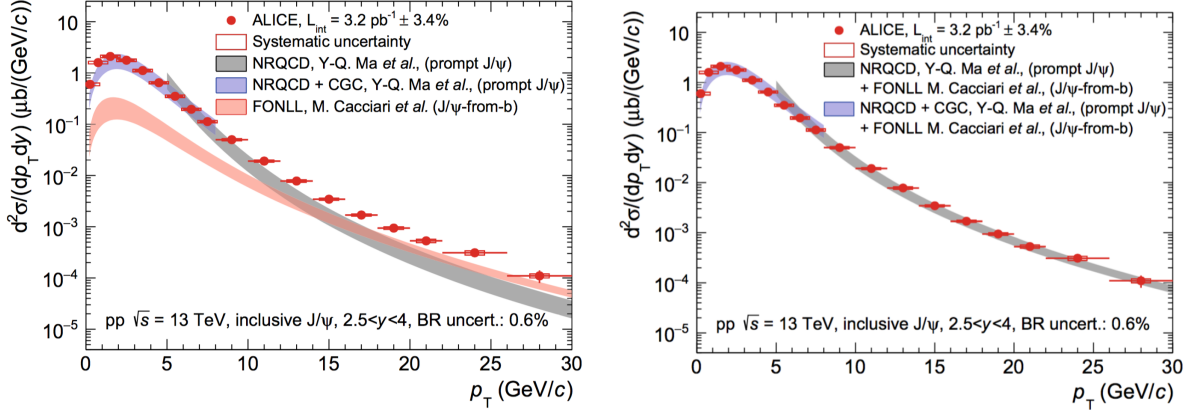 d²σ/(dp_Tdy) (μb/(GeV/c))
10
1
10⁻¹
10⁻²
10⁻³
10⁻⁴
10⁻⁵
ALICE, L_int = 3.2 pb⁻¹ ± 3.4%
Systematic uncertainty
NRQCD, Y-Q. Ma et al., (prompt J/ψ)
NRQCD + CGC, Y-Q. Ma et al., (prompt J/ψ)
FONLL, M. Cacciari et al. (J/ψ-from-b)
pp √s = 13 TeV, inclusive J/ψ, 2.5<y<4, BR uncert.: 0.6%
0 5 10 15 20 25 30
p_T (GeV/c)
d²σ/(dp_Tdy) (μb/(GeV/c))
10
1
10⁻¹
10⁻²
10⁻³
10⁻⁴
10⁻⁵
ALICE, L_int = 3.2 pb⁻¹ ± 3.4%
Systematic uncertainty
NRQCD, Y-Q. Ma et al., (prompt J/ψ)
+ FONLL M. Cacciari et al., (J/ψ-from-b)
NRQCD + CGC, Y-Q. Ma et al., (prompt J/ψ)
+ FONLL M. Cacciari et al., (J/ψ-from-b)
pp √s = 13 TeV, inclusive J/ψ, 2.5<y<4, BR uncert.: 0.6%
0 5 10 15 20 25 30
p_T (GeV/c)